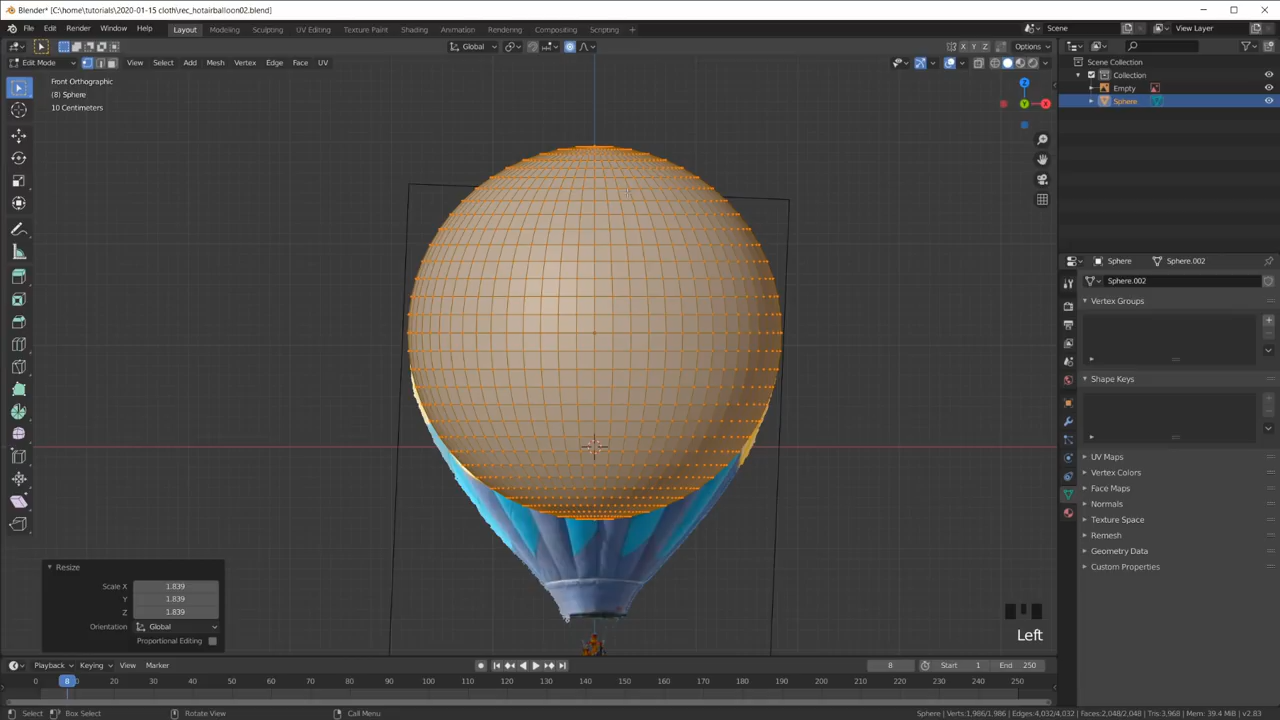 Blender* [C:\home\tutorials\2020-01-15 cloth\rec_hotairballoon02.blend]
File Edit Render Window Help Layout Modeling Sculpting UV Editing Texture Paint Shading Animation Rendering Compositing Scripting Scene View Layer
Global X Y Z Options
Edit Mode View Select Add Mesh Vertex Edge Face UV
Front Orthographic
(8) Sphere
10 Centimeters
Z
Y
X
Scene Collection
Collection
Empty
Sphere
Sphere Sphere.002
Sphere.002
Vertex Groups
Shape Keys
UV Maps
Vertex Colors
Face Maps
Normals
Texture Space
Remesh
Geometry Data
Custom Properties
Resize
Scale X 1.839
Y 1.839
Z 1.839
Orientation Global
Proportional Editing
Left
Playback Keying View Marker 8 Start 1 End 250
0 8 10 20 30 40 50 60 70 80 90 100 110 120 130 140 150 160 170 180 190 200 210 220 230 240 250
Select Box Select Rotate View Call Menu Sphere | Verts:1,986/1,986 | Edges:4,032/4,032 | Faces:2,048/2,048 | Tris:3,968 | Mem: 39.4 MiB | v2.83